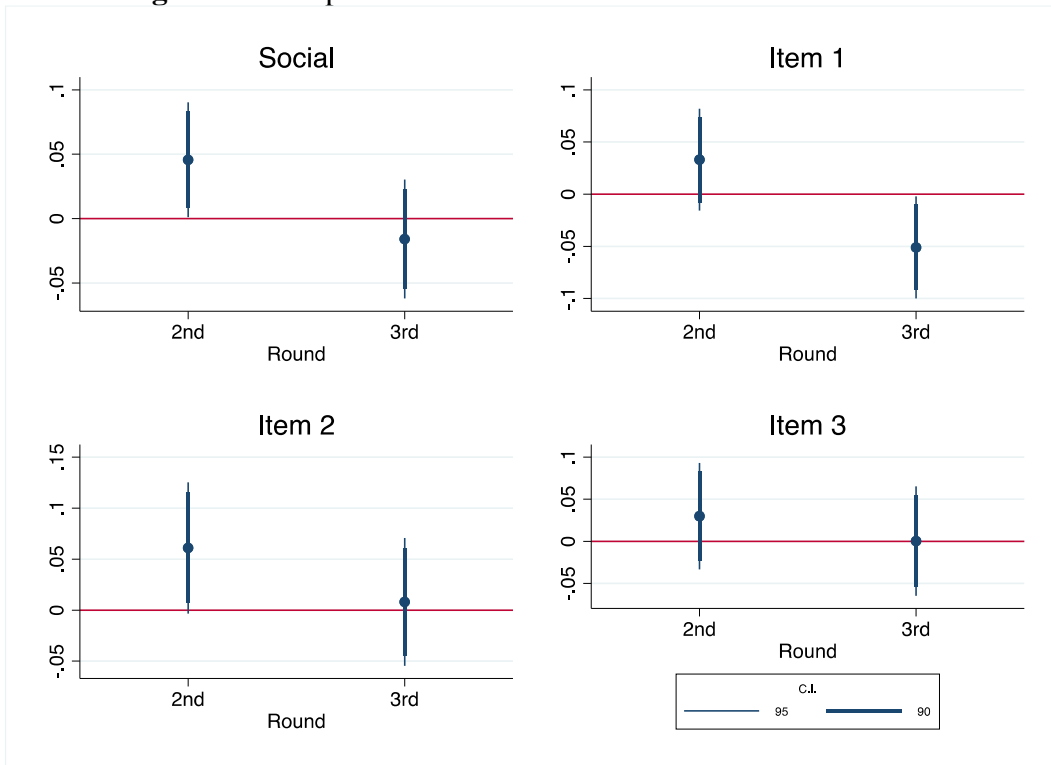 Social
.1
.05
0
-.05
2nd
3rd
Round
Item 1
.1
.05
0
-.05
-.1
2nd
3rd
Round
Item 2
.15
.1
.05
0
-.05
2nd
3rd
Round
Item 3
.1
.05
0
-.05
2nd
3rd
Round
C.I.
95 90